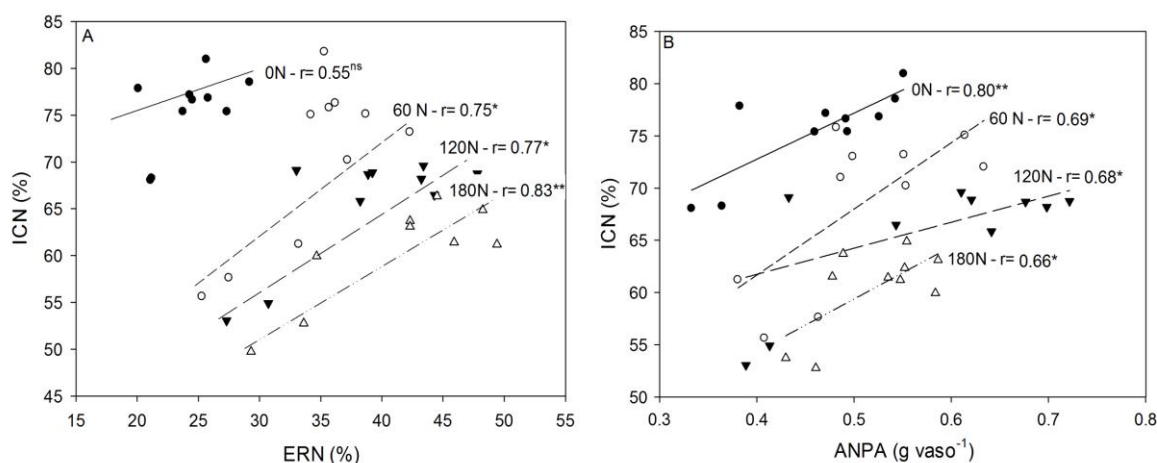 A
85
80
75
70
65
60
55
50
45
ICN (%)
0N - r= 0.55ns
60 N - r= 0.75*
120N - r= 0.77*
180N - r= 0.83**
15 20 25 30 35 40 45 50 55
ERN (%)
B
85
80
75
70
65
60
55
50
ICN (%)
0N - r= 0.80**
60 N - r= 0.69*
120N - r= 0.68*
180N - r= 0.66*
0.3 0.4 0.5 0.6 0.7 0.8
ANPA (g vaso-1)